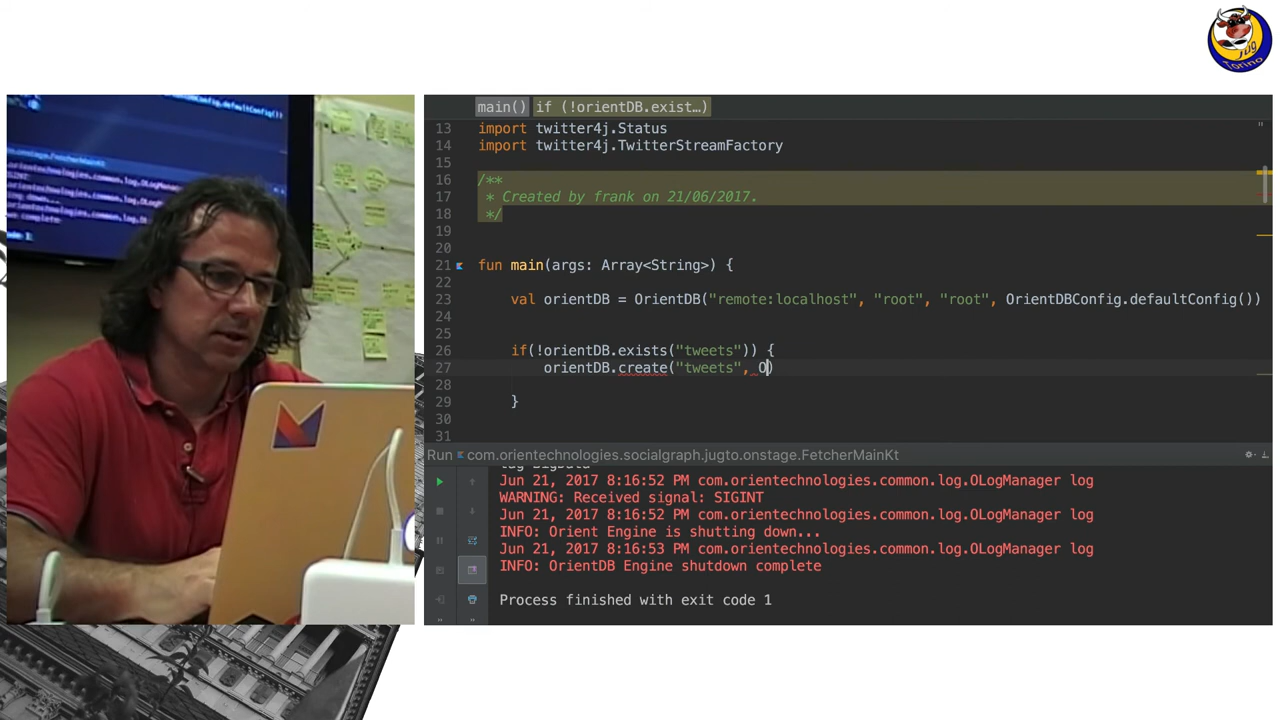 Jug
Torino
DBConfig.defaultConfig())
main() if (!orientDB.exist…)
13 import twitter4j.Status
14 import twitter4j.TwitterStreamFactory
15
16 /**
17 * Created by frank on 21/06/2017.
18 */
19
20
21 fun main(args: Array<String>) {
22
23 val orientDB = OrientDB("remote:localhost", "root", "root", OrientDBConfig.defaultConfig())
24
25
26 if(!orientDB.exists("tweets")) {
27 orientDB.create("tweets", O)
28
29 }
30
31
Run com.orientechnologies.socialgraph.jugto.onstage.FetcherMainKt
Jun 21, 2017 8:16:52 PM com.orientechnologies.common.log.OLogManager log
WARNING: Received signal: SIGINT
Jun 21, 2017 8:16:52 PM com.orientechnologies.common.log.OLogManager log
INFO: Orient Engine is shutting down...
Jun 21, 2017 8:16:53 PM com.orientechnologies.common.log.OLogManager log
INFO: OrientDB Engine shutdown complete
Process finished with exit code 1